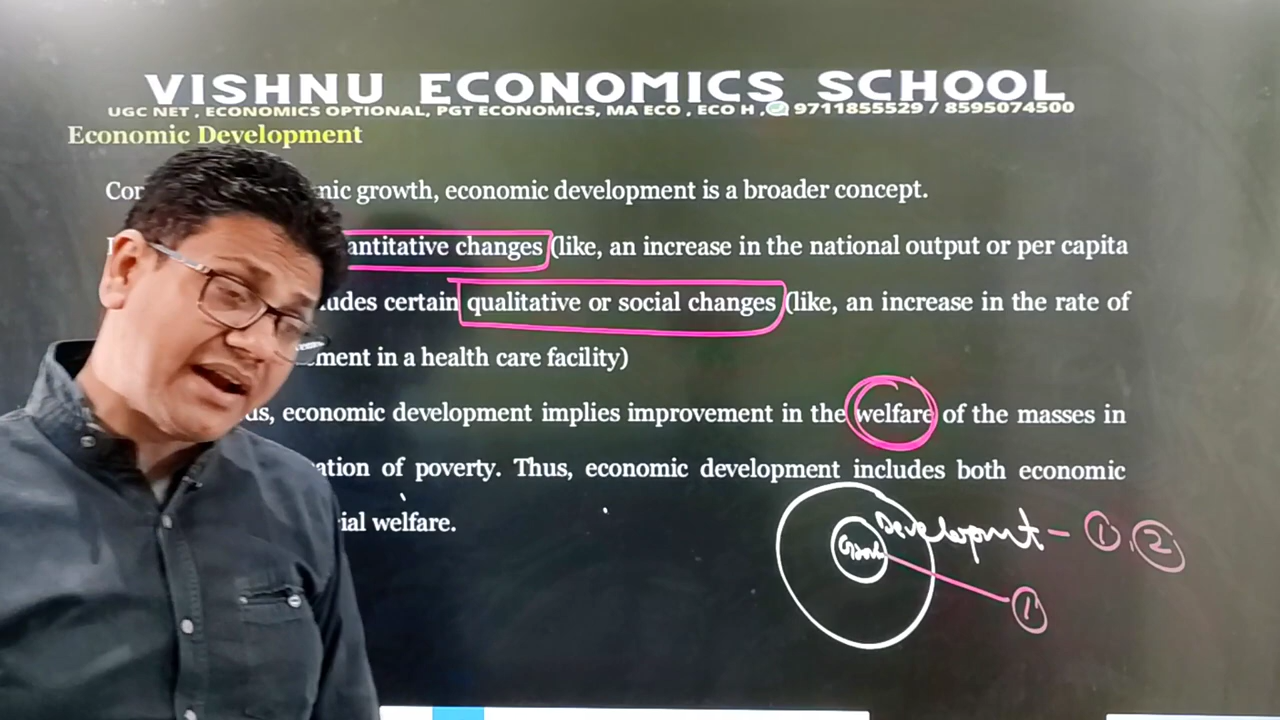 VISHNU ECONOMICS SCHOOL
UGC NET , ECONOMICS OPTIONAL, PGT ECONOMICS, MA ECO , ECO H , 9711855529 / 8595074500
Economic Development
nic growth, economic development is a broader concept.
antitative changes (like, an increase in the national output or per capita
udes certain qualitative or social changes (like, an increase in the rate of
ement in a health care facility)
us, economic development implies improvement in the welfare of the masses in
ation of poverty. Thus, economic development includes both economic
ial welfare.
Development - 1, 2
Growth
1